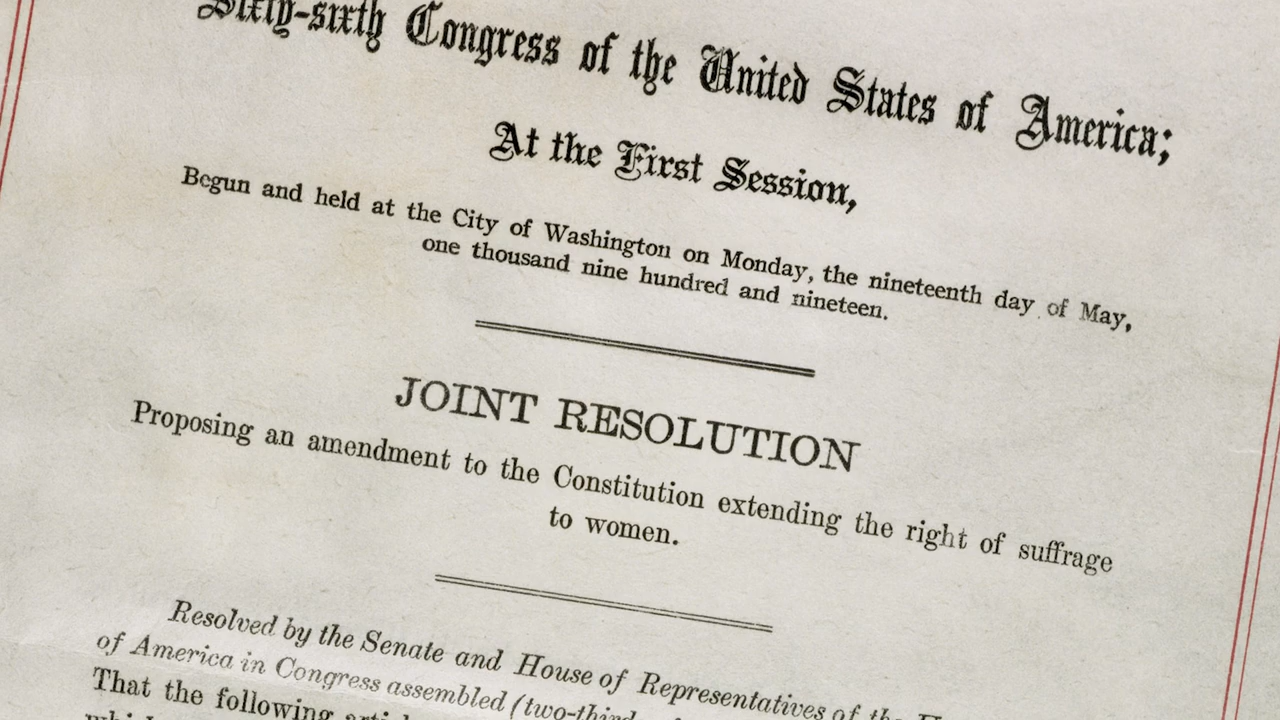 Sixty-sixth Congress of the United States of America;
At the First Session,
Begun and held at the City of Washington on Monday, the nineteenth day of May,
one thousand nine hundred and nineteen.
JOINT RESOLUTION
Proposing an amendment to the Constitution extending the right of suffrage
to women.
Resolved by the Senate and House of Representatives of the
of America in Congress assembled (two-third
That the following